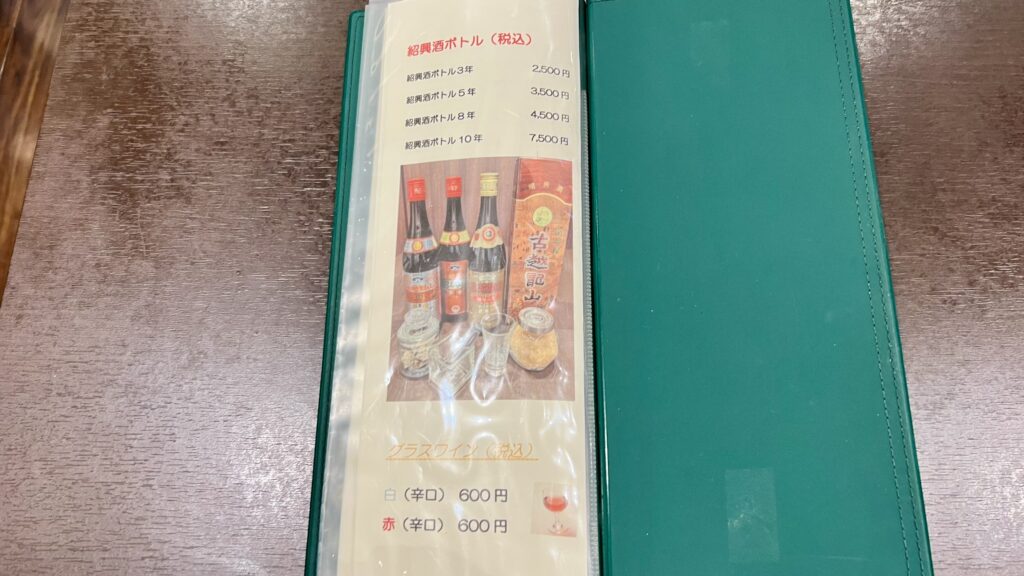 紹興酒ボトル（税込）
紹興酒ボトル３年 2,500円
紹興酒ボトル５年 3,500円
紹興酒ボトル８年 4,500円
紹興酒ボトル10年 7,500円
古越龍山
グラスワイン（税込）
白（辛口） 600円
赤（辛口） 600円